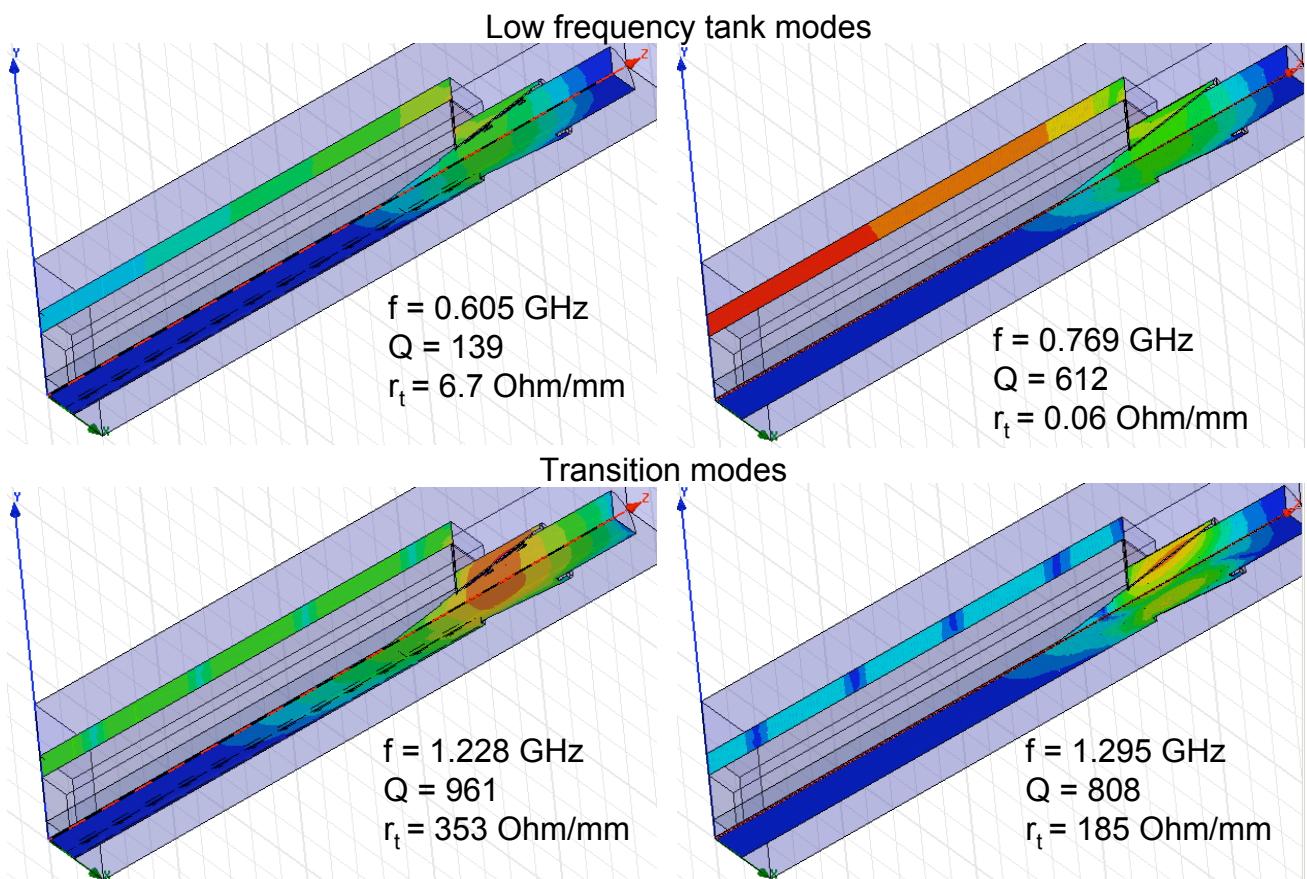 Low frequency tank modes
Y
Z
X
f = 0.605 GHz
Q = 139
rₜ = 6.7 Ohm/mm
Y
Z
X
f = 0.769 GHz
Q = 612
rₜ = 0.06 Ohm/mm
Transition modes
Y
Z
X
f = 1.228 GHz
Q = 961
rₜ = 353 Ohm/mm
Y
Z
X
f = 1.295 GHz
Q = 808
rₜ = 185 Ohm/mm